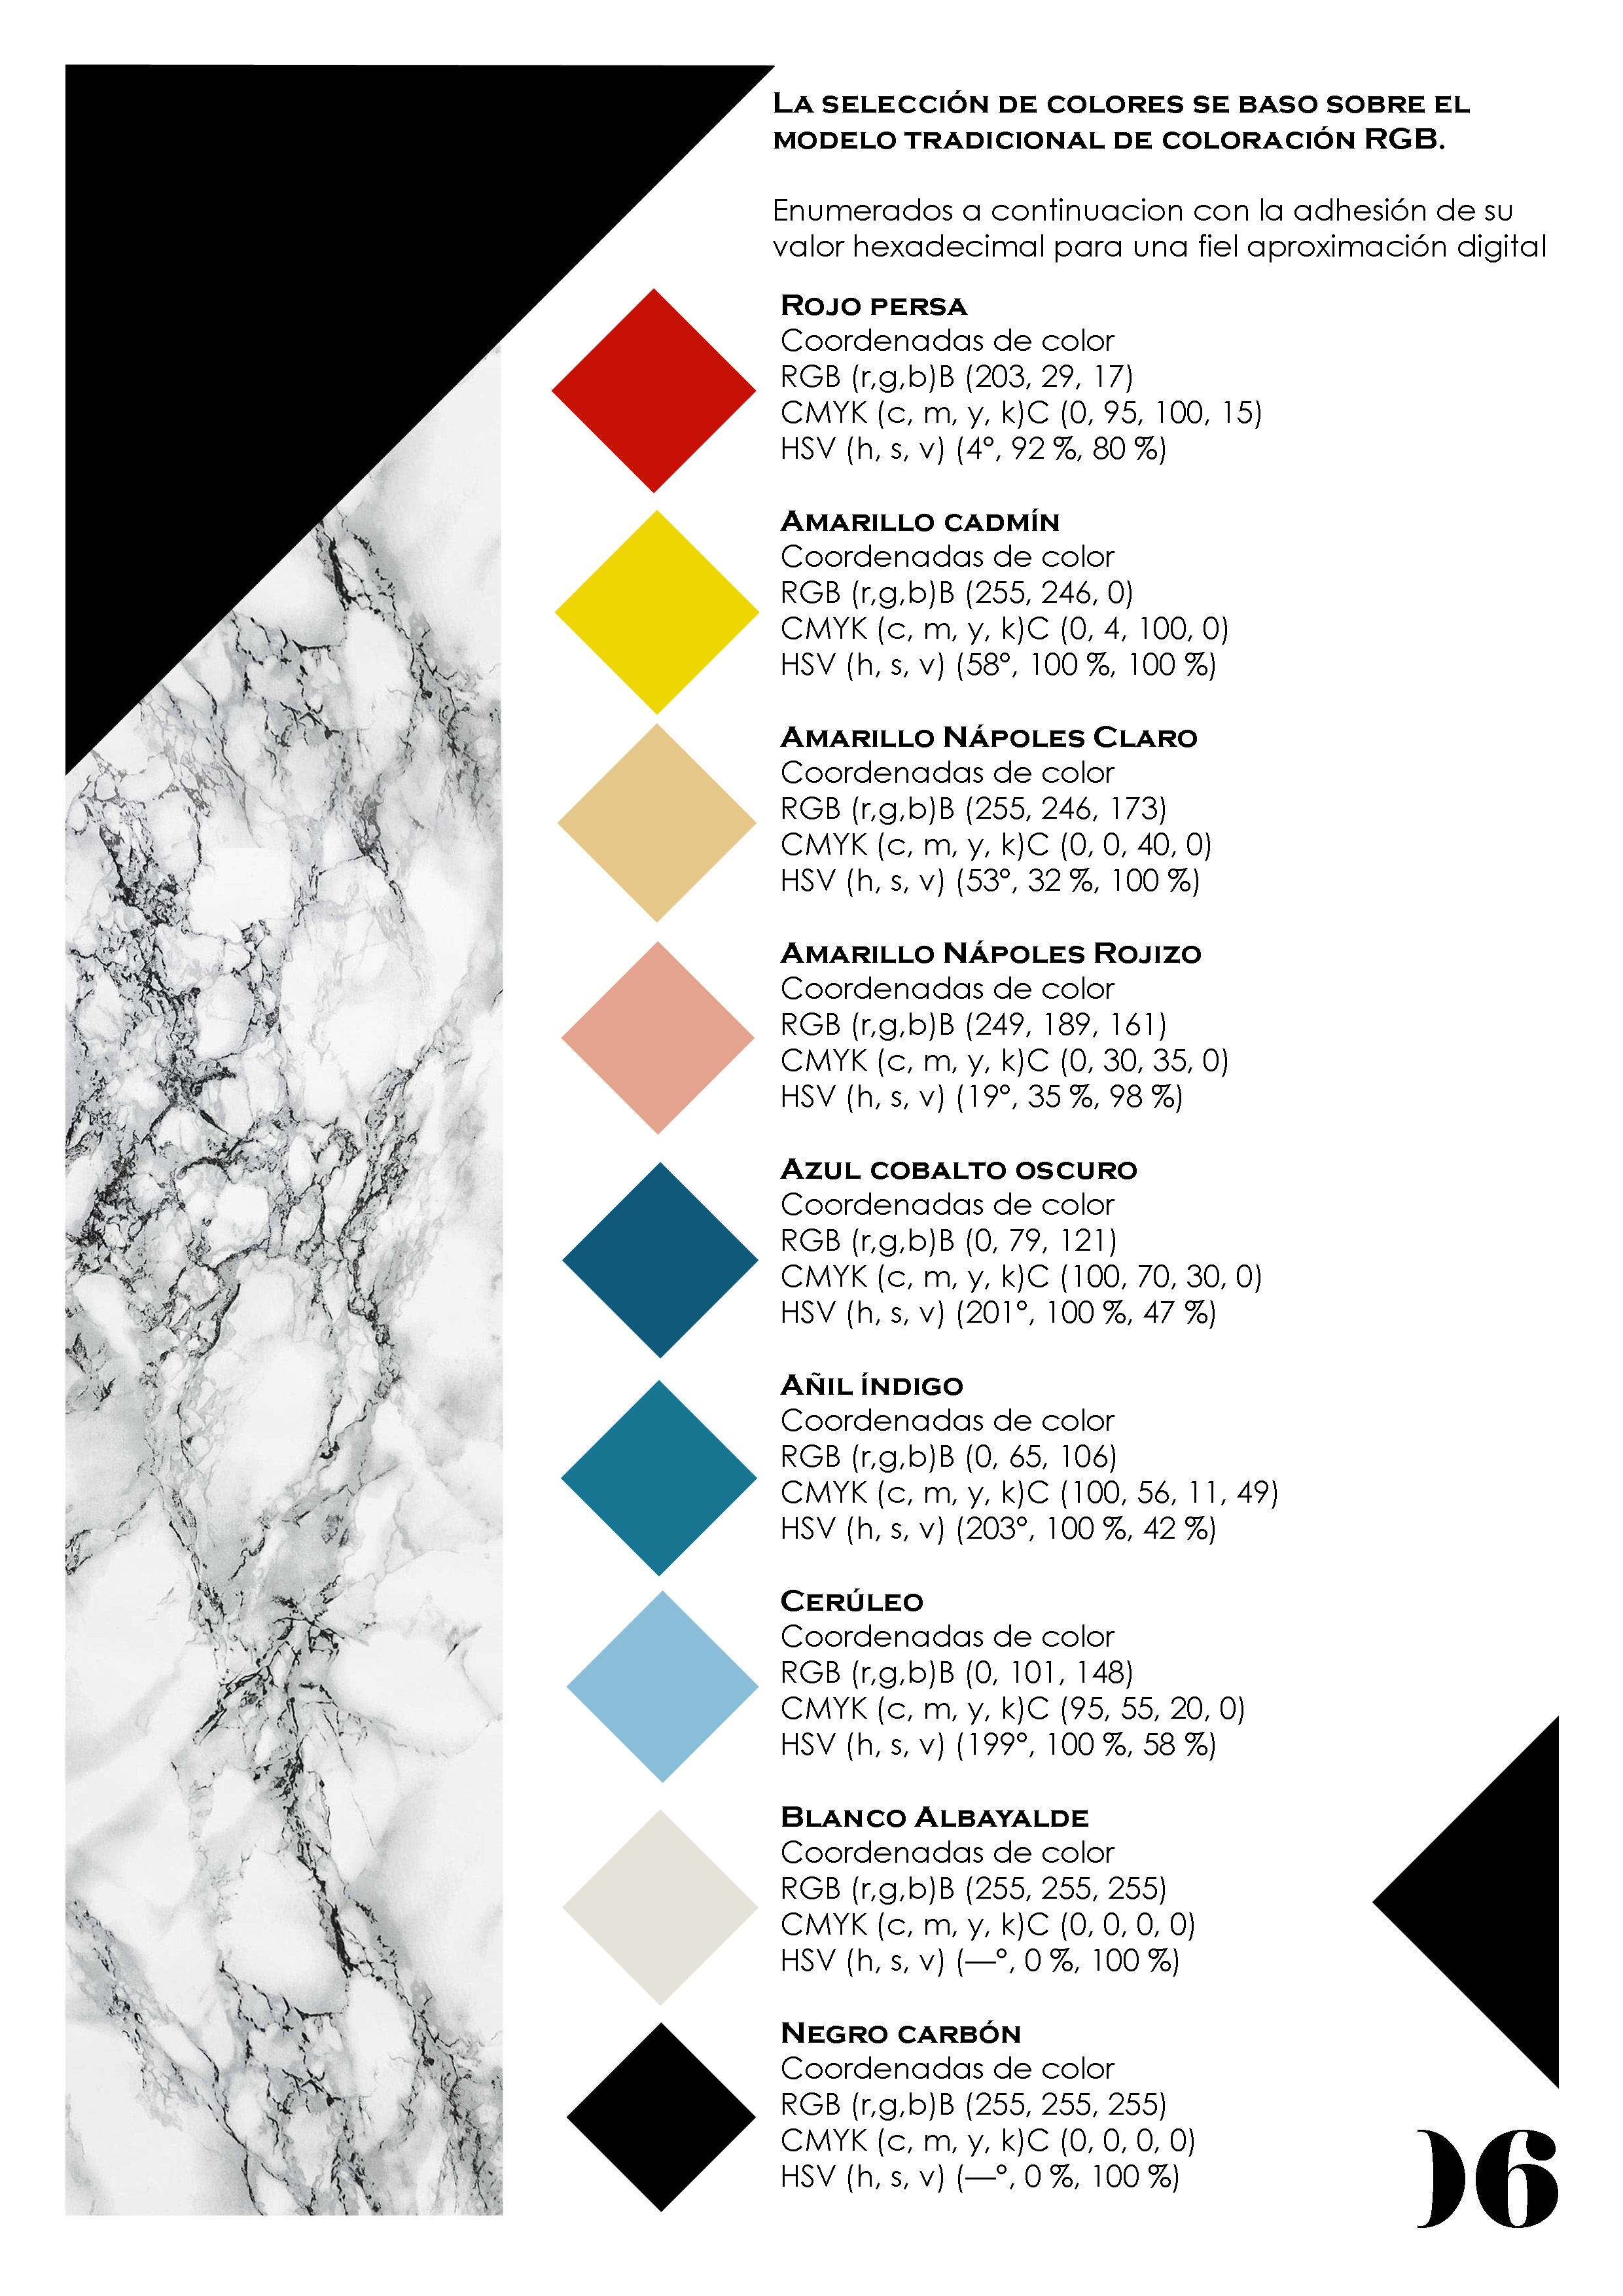 La selección de colores se baso sobre el
modelo tradicional de coloración RGB.
Enumerados a continuacion con la adhesión de su
valor hexadecimal para una fiel aproximación digital
Rojo persa
Coordenadas de color
RGB (r,g,b)B (203, 29, 17)
CMYK (c, m, y, k)C (0, 95, 100, 15)
HSV (h, s, v) (4°, 92 %, 80 %)
Amarillo cadmín
Coordenadas de color
RGB (r,g,b)B (255, 246, 0)
CMYK (c, m, y, k)C (0, 4, 100, 0)
HSV (h, s, v) (58°, 100 %, 100 %)
Amarillo Nápoles Claro
Coordenadas de color
RGB (r,g,b)B (255, 246, 173)
CMYK (c, m, y, k)C (0, 0, 40, 0)
HSV (h, s, v) (53°, 32 %, 100 %)
Amarillo Nápoles Rojizo
Coordenadas de color
RGB (r,g,b)B (249, 189, 161)
CMYK (c, m, y, k)C (0, 30, 35, 0)
HSV (h, s, v) (19°, 35 %, 98 %)
Azul cobalto oscuro
Coordenadas de color
RGB (r,g,b)B (0, 79, 121)
CMYK (c, m, y, k)C (100, 70, 30, 0)
HSV (h, s, v) (201°, 100 %, 47 %)
Añil índigo
Coordenadas de color
RGB (r,g,b)B (0, 65, 106)
CMYK (c, m, y, k)C (100, 56, 11, 49)
HSV (h, s, v) (203°, 100 %, 42 %)
Cerúleo
Coordenadas de color
RGB (r,g,b)B (0, 101, 148)
CMYK (c, m, y, k)C (95, 55, 20, 0)
HSV (h, s, v) (199°, 100 %, 58 %)
Blanco Albayalde
Coordenadas de color
RGB (r,g,b)B (255, 255, 255)
CMYK (c, m, y, k)C (0, 0, 0, 0)
HSV (h, s, v) (—°, 0 %, 100 %)
Negro carbón
Coordenadas de color
RGB (r,g,b)B (255, 255, 255)
CMYK (c, m, y, k)C (0, 0, 0, 0)
HSV (h, s, v) (—°, 0 %, 100 %)
06